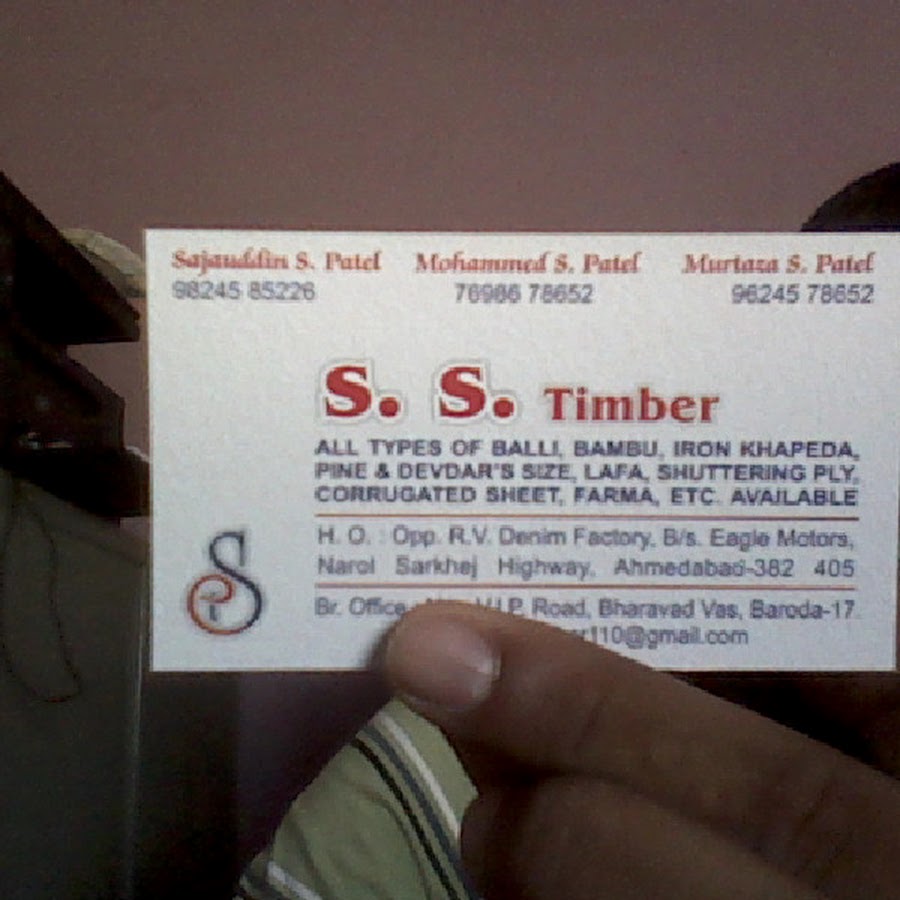 Sajauddin S. Patel Mohammed S. Patel Murtaza S. Patel
98245 85226 76986 78652 96245 78652
S. S. Timber
ALL TYPES OF BALLI, BAMBU, IRON KHAPEDA,
PINE & DEVDAR'S SIZE, LAFA, SHUTTERING PLY,
CORRUGATED SHEET, FARMA, ETC. AVAILABLE
H. O. : Opp. R.V. Denim Factory, B/s. Eagle Motors,
Narol Sarkhej Highway, Ahmedabad-382 405
Br. Office V.I.P. Road, Bharavad Vas, Baroda-17.
r110@gmail.com